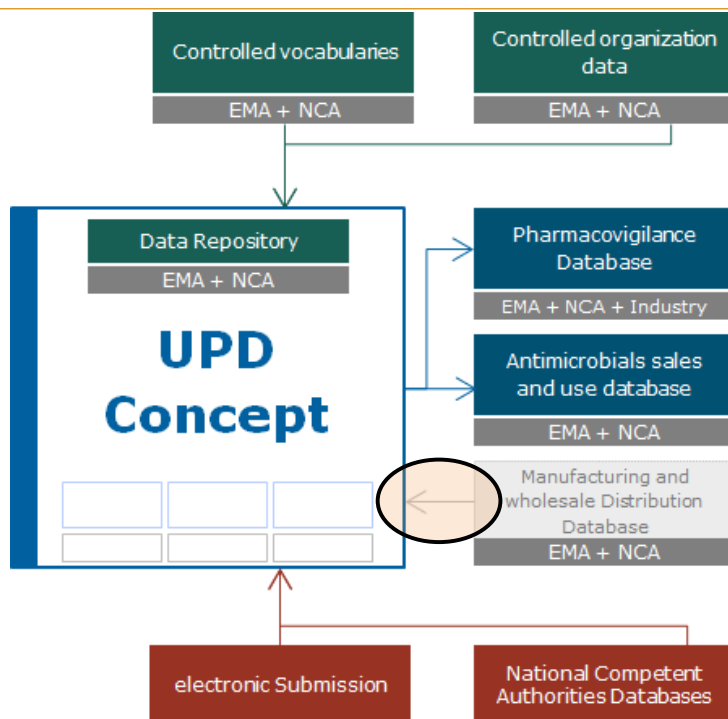 Controlled vocabularies
EMA + NCA
Controlled organization
data
EMA + NCA
Data Repository
EMA + NCA
UPD
Concept
Pharmacovigilance
Database
EMA + NCA + Industry
Antimicrobials sales
and use database
EMA + NCA
Manufacturing and
wholesale Distribution
Database
EMA + NCA
electronic Submission
National Competent
Authorities Databases